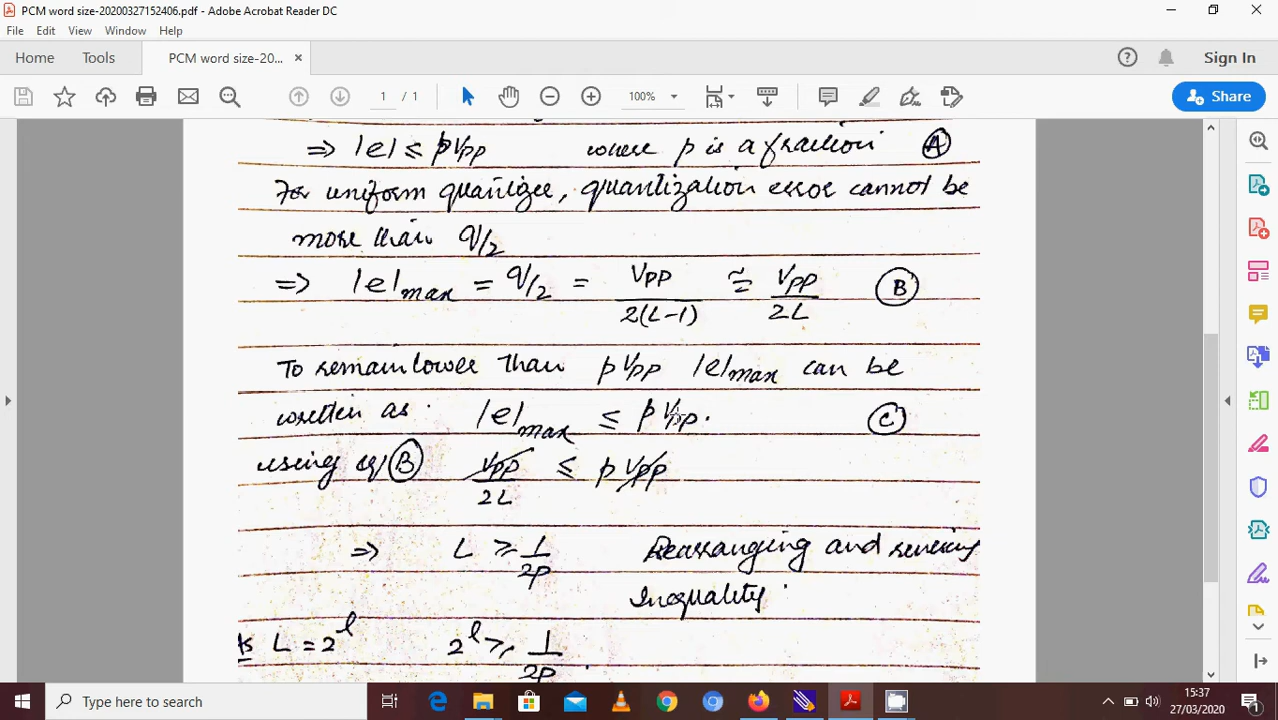 PCM word size-20200327152406.pdf - Adobe Acrobat Reader DC
File Edit View Window Help
Home Tools PCM word size-20... × Sign In
1 / 1 100% Share
⇒ |e| ≤ pVpp where p is a fraction Ⓐ
For uniform quantizer, quantization error cannot be
more than q/2
⇒ |e|max = q/2 = Vpp/2(L-1) ≅ Vpp/2L Ⓑ
To remain lower than pVpp |e|max can be
written as. |e|max ≤ pVpp. Ⓒ
using eq Ⓑ Vpp/2L ≤ pVpp
⇒ L ≥ 1/2p Rearranging and reversing
Inequality.
As L = 2^l 2^l ≥ 1/2p.
Type here to search
15:37
27/03/2020
1